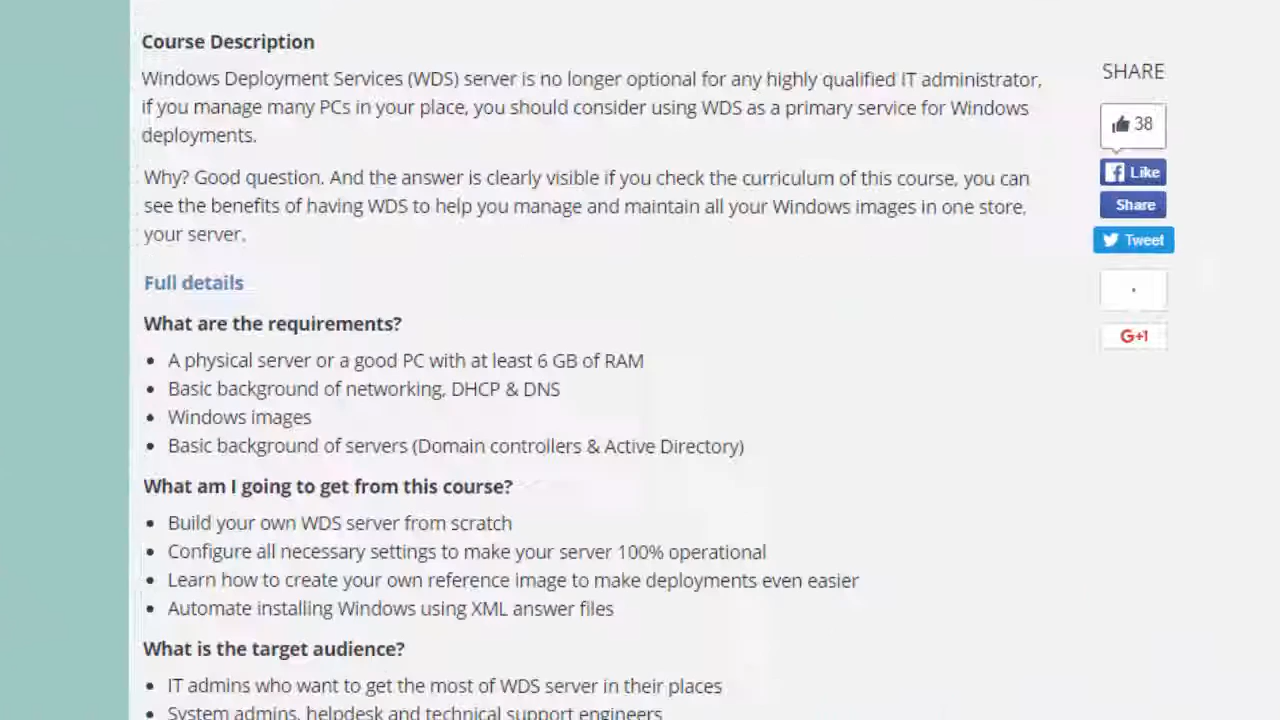 Course Description
Windows Deployment Services (WDS) server is no longer optional for any highly qualified IT administrator,
if you manage many PCs in your place, you should consider using WDS as a primary service for Windows
deployments.
Why? Good question. And the answer is clearly visible if you check the curriculum of this course, you can
see the benefits of having WDS to help you manage and maintain all your Windows images in one store,
your server.
Full details
What are the requirements?
A physical server or a good PC with at least 6 GB of RAM
Basic background of networking, DHCP & DNS
Windows images
Basic background of servers (Domain controllers & Active Directory)
What am I going to get from this course?
Build your own WDS server from scratch
Configure all necessary settings to make your server 100% operational
Learn how to create your own reference image to make deployments even easier
Automate installing Windows using XML answer files
What is the target audience?
IT admins who want to get the most of WDS server in their places
System admins, helpdesk and technical support engineers
SHARE
38
Like
Share
Tweet
G+1